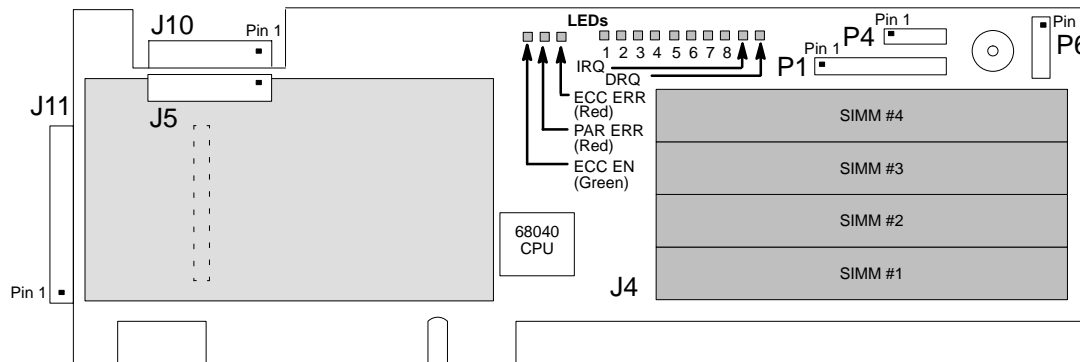 J10
Pin 1
LEDs
1 2 3 4 5 6 7 8
IRQ
DRQ
ECC ERR
(Red)
PAR ERR
(Red)
ECC EN
(Green)
P4
Pin 1
P1
Pin 1
Pin
P6
J11
Pin 1
J5
68040
CPU
SIMM #4
SIMM #3
SIMM #2
SIMM #1
J4